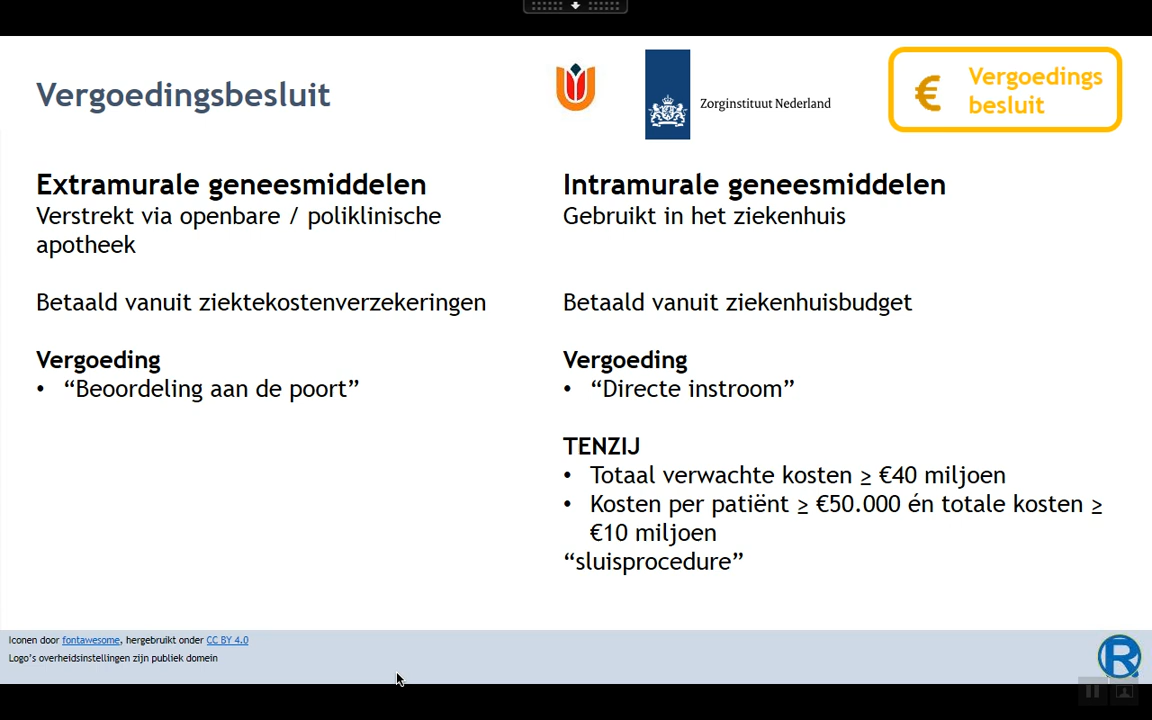 Vergoedingsbesluit
Zorginstituut Nederland
€ Vergoedings
besluit
Extramurale geneesmiddelen
Verstrekt via openbare / poliklinische
apotheek
Betaald vanuit ziektekostenverzekeringen
Vergoeding
• “Beoordeling aan de poort”
Intramurale geneesmiddelen
Gebruikt in het ziekenhuis
Betaald vanuit ziekenhuisbudget
Vergoeding
• “Directe instroom”
TENZIJ
• Totaal verwachte kosten ≥ €40 miljoen
• Kosten per patiënt ≥ €50.000 én totale kosten ≥
€10 miljoen
“sluisprocedure”
Iconen door fontawesome, hergebruikt onder CC BY 4.0
Logo’s overheidsinstellingen zijn publiek domein
R